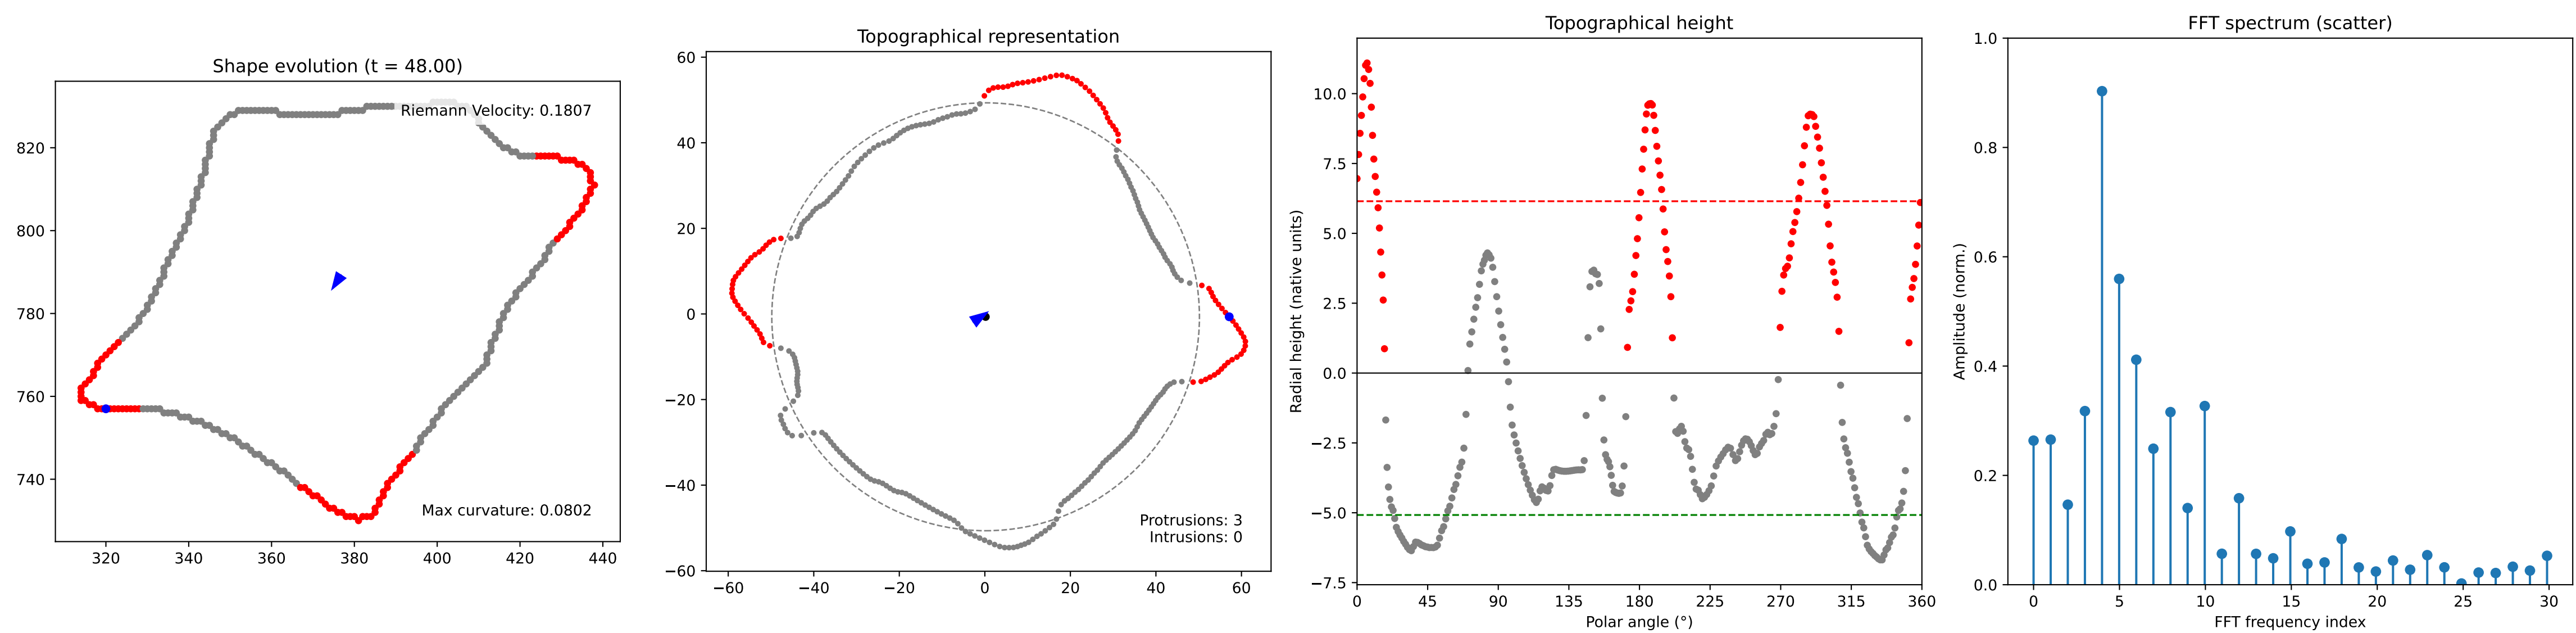 Shape evolution (t = 48.00)
Riemann Velocity: 0.1807
Max curvature: 0.0802
820
800
780
760
740
320 340 360 380 400 420 440
Topographical representation
60
40
20
0
−20
−40
−60
−60 −40 −20 0 20 40 60
Protrusions: 3
Intrusions: 0
Topographical height
Radial height (native units)
10.0
7.5
5.0
2.5
0.0
−2.5
−5.0
−7.5
0 45 90 135 180 225 270 315 360
Polar angle (°)
FFT spectrum (scatter)
Amplitude (norm.)
1.0
0.8
0.6
0.4
0.2
0.0
0 5 10 15 20 25 30
FFT frequency index